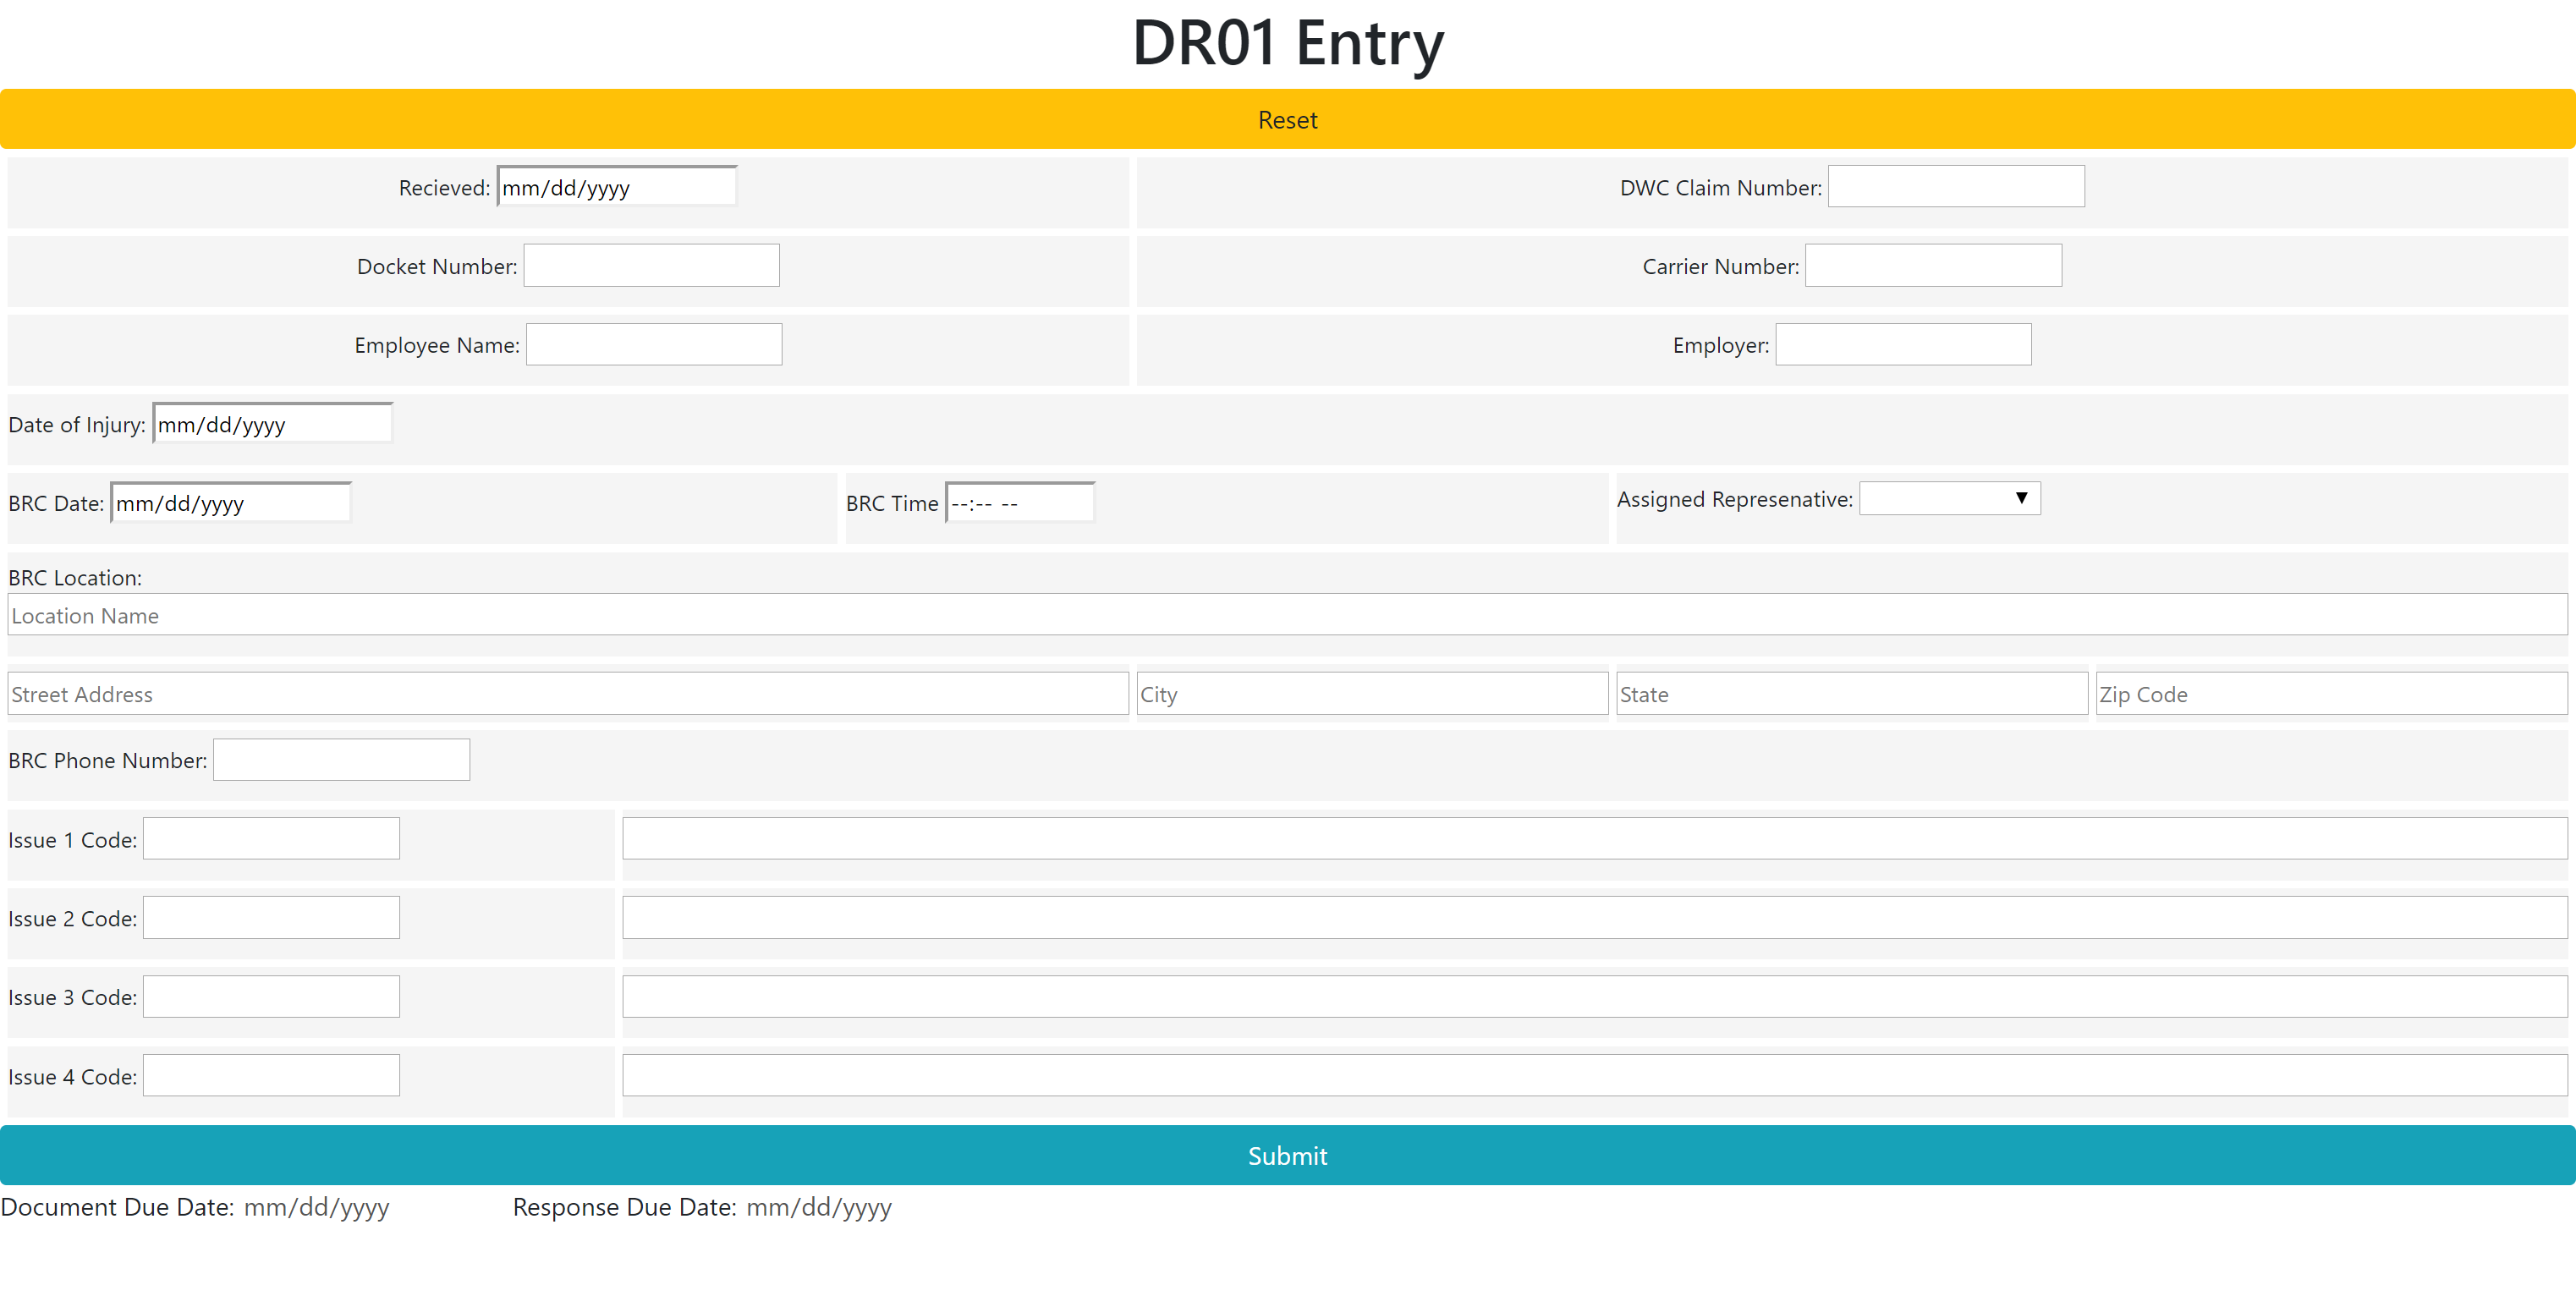 DR01 Entry
Reset
Recieved: mm/dd/yyyy DWC Claim Number:
Docket Number: Carrier Number:
Employee Name: Employer:
Date of Injury: mm/dd/yyyy
BRC Date: mm/dd/yyyy BRC Time --:-- -- Assigned Represenative:
BRC Location:
Location Name
Street Address City State Zip Code
BRC Phone Number:
Issue 1 Code:
Issue 2 Code:
Issue 3 Code:
Issue 4 Code:
Submit
Document Due Date: mm/dd/yyyy Response Due Date: mm/dd/yyyy